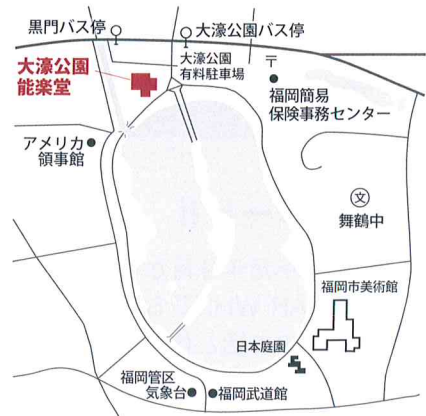 黒門バス停
大濠公園バス停
大濠公園
能楽堂
大濠公園
有料駐車場
〒
福岡簡易
保険事務センター
アメリカ
領事館
文
舞鶴中
福岡市美術館
日本庭園
福岡管区
気象台
福岡武道館